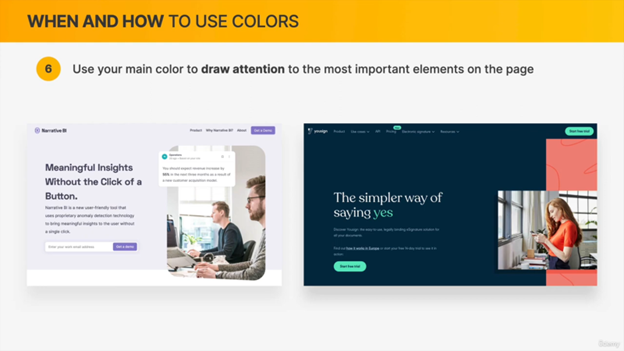 WHEN AND HOW TO USE COLORS
6 Use your main color to draw attention to the most important elements on the page
Narrative BI Product Why Narrative BI? About Get a demo
Meaningful Insights
Without the Click of a
Button.
Narrative BI is a new user-friendly tool that
uses proprietary anomaly detection technology
to bring meaningful insights to the user without
a single click.
Enter your work email address Get a demo
You should expect revenue increase by
in the next three months as a result of
a new customer acquisition model.
yousign Product Use cases API Pricing Electronic signature Resources Start free trial
The simpler way of
saying yes
Discover Yousign, the easy to use, legally binding eSignature solution for
all your documents.
Find out how it works in Europe or start your free 14-day trial to see it in
action.
Start free trial
Udemy